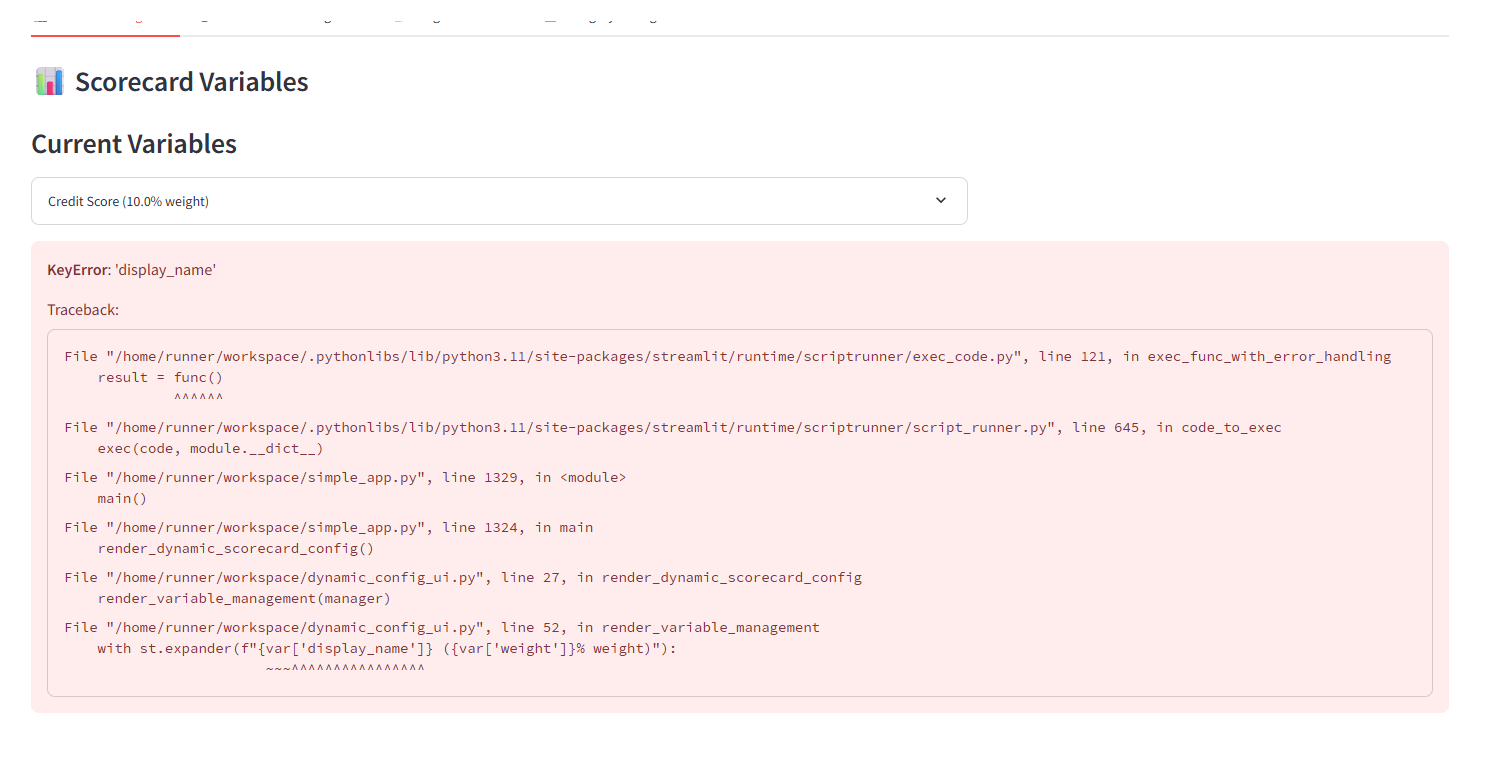 Scorecard Variables
Current Variables
Credit Score (10.0% weight)
KeyError: 'display_name'
Traceback:
File "/home/runner/workspace/.pythonlibs/lib/python3.11/site-packages/streamlit/runtime/scriptrunner/exec_code.py", line 121, in exec_func_with_error_handling
    result = func()
             ^^^^^^
File "/home/runner/workspace/.pythonlibs/lib/python3.11/site-packages/streamlit/runtime/scriptrunner/script_runner.py", line 645, in code_to_exec
    exec(code, module.__dict__)
File "/home/runner/workspace/simple_app.py", line 1329, in <module>
    main()
File "/home/runner/workspace/simple_app.py", line 1324, in main
    render_dynamic_scorecard_config()
File "/home/runner/workspace/dynamic_config_ui.py", line 27, in render_dynamic_scorecard_config
    render_variable_management(manager)
File "/home/runner/workspace/dynamic_config_ui.py", line 52, in render_variable_management
    with st.expander(f"{var['display_name']} ({var['weight']}% weight)"):
                        ~~~^^^^^^^^^^^^^^^^